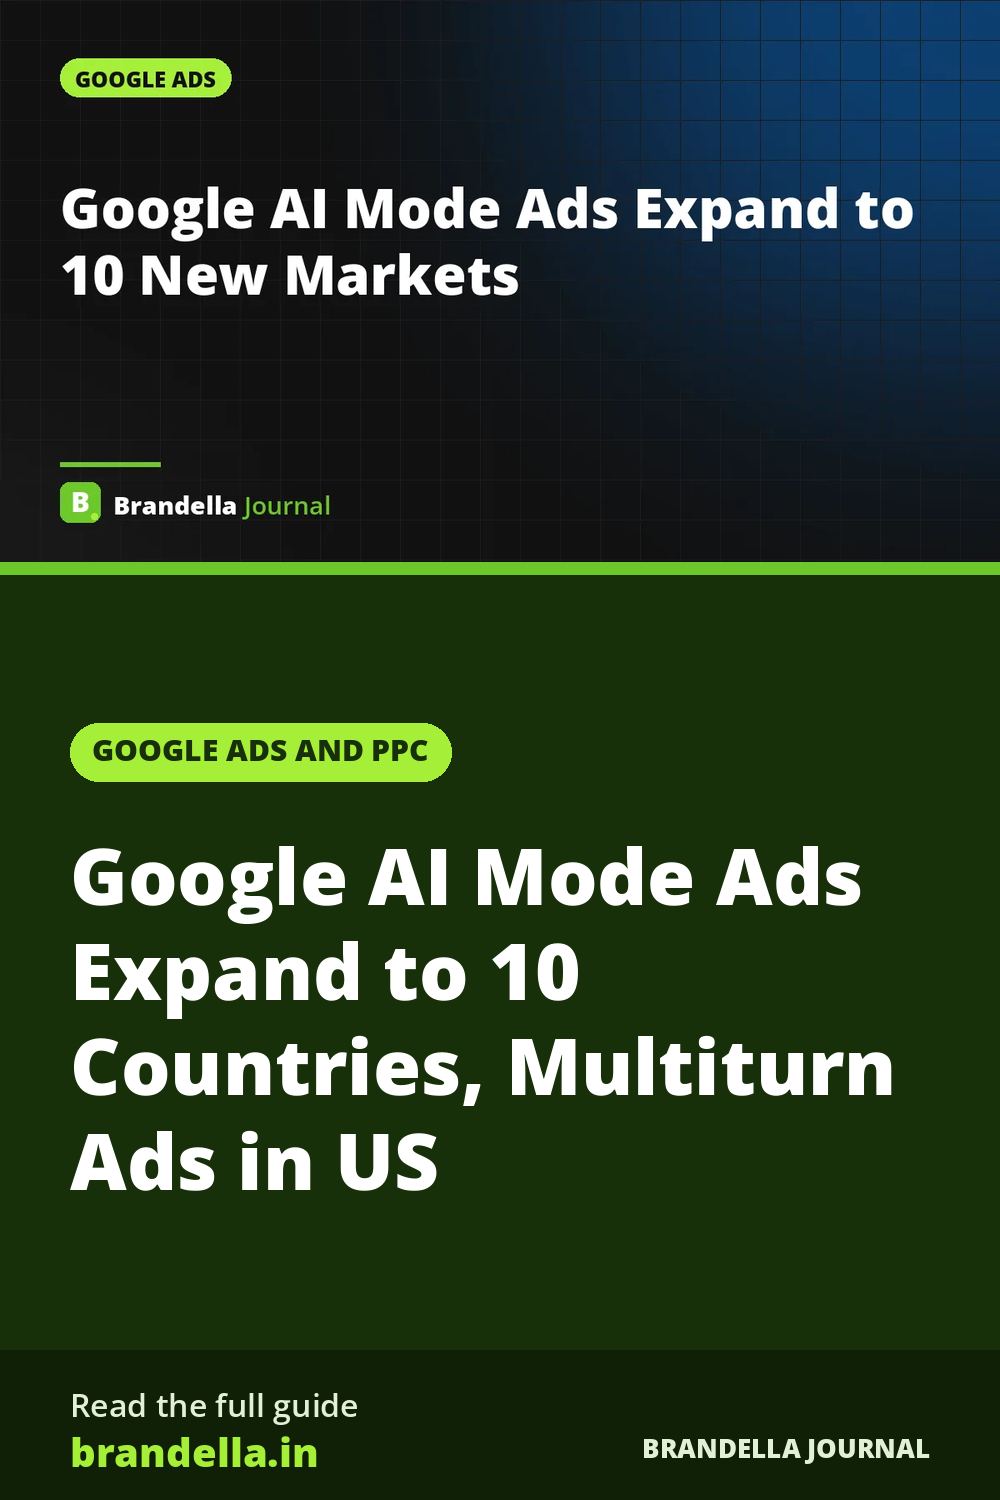 GOOGLE ADS
Google AI Mode Ads Expand to
10 New Markets
B
Brandella Journal
GOOGLE ADS AND PPC
Google AI Mode Ads
Expand to 10
Countries, Multiturn
Ads in US
Read the full guide
brandella.in
BRANDELLA JOURNAL